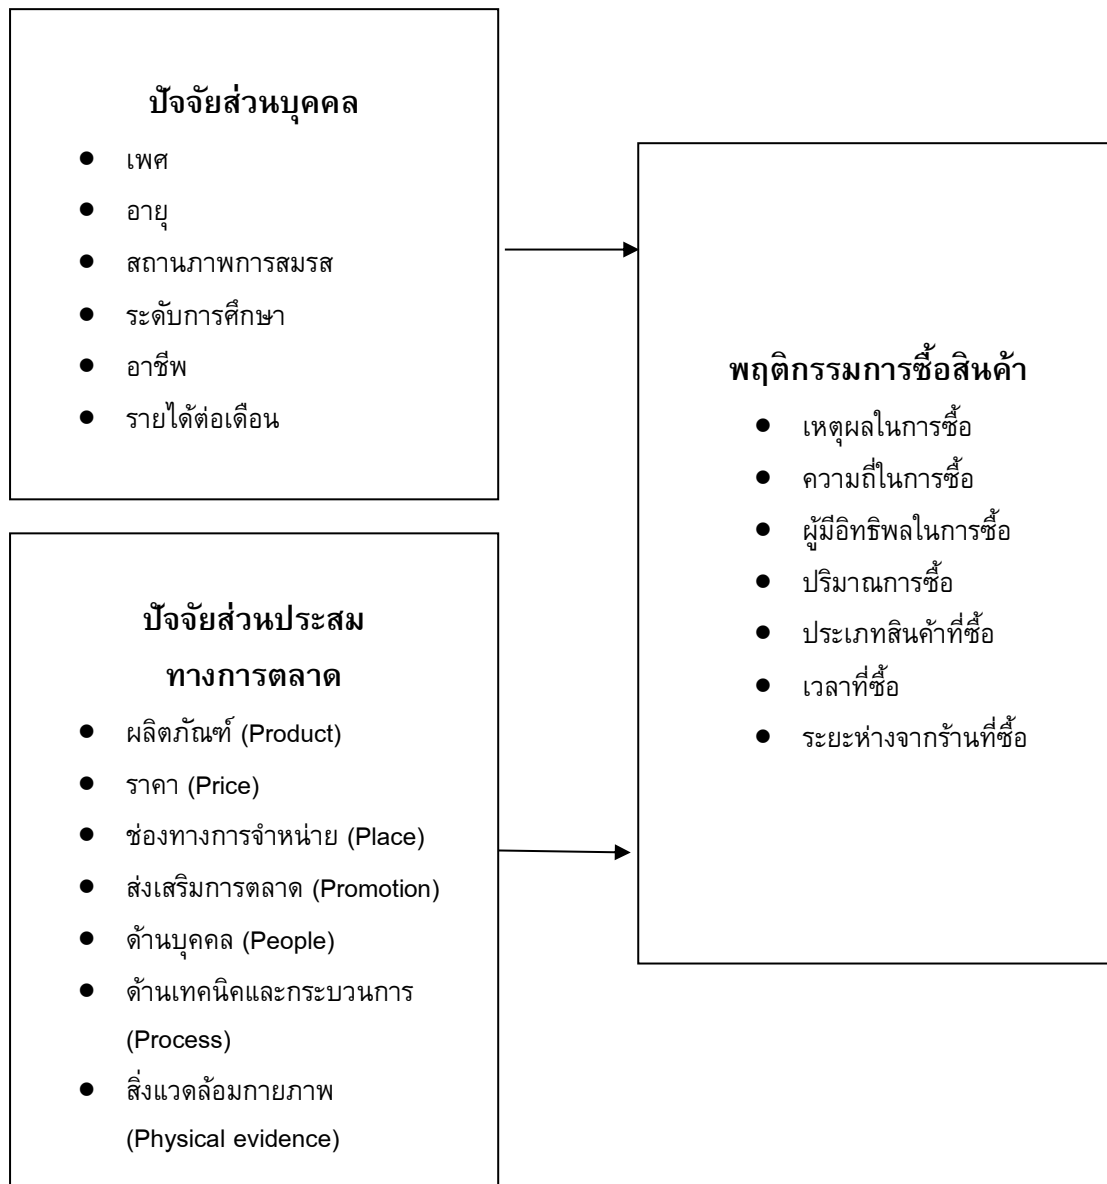 ปัจจัยส่วนบุคคล
● เพศ
● อายุ
● สถานภาพการสมรส
● ระดับการศึกษา
● อาชีพ
● รายได้ต่อเดือน
ปัจจัยส่วนประสม
ทางการตลาด
● ผลิตภัณฑ์ (Product)
● ราคา (Price)
● ช่องทางการจำหน่าย (Place)
● ส่งเสริมการตลาด (Promotion)
● ด้านบุคคล (People)
● ด้านเทคนิคและกระบวนการ
(Process)
● สิ่งแวดล้อมกายภาพ
(Physical evidence)
พฤติกรรมการซื้อสินค้า
● เหตุผลในการซื้อ
● ความถี่ในการซื้อ
● ผู้มีอิทธิพลในการซื้อ
● ปริมาณการซื้อ
● ประเภทสินค้าที่ซื้อ
● เวลาที่ซื้อ
● ระยะห่างจากร้านที่ซื้อ